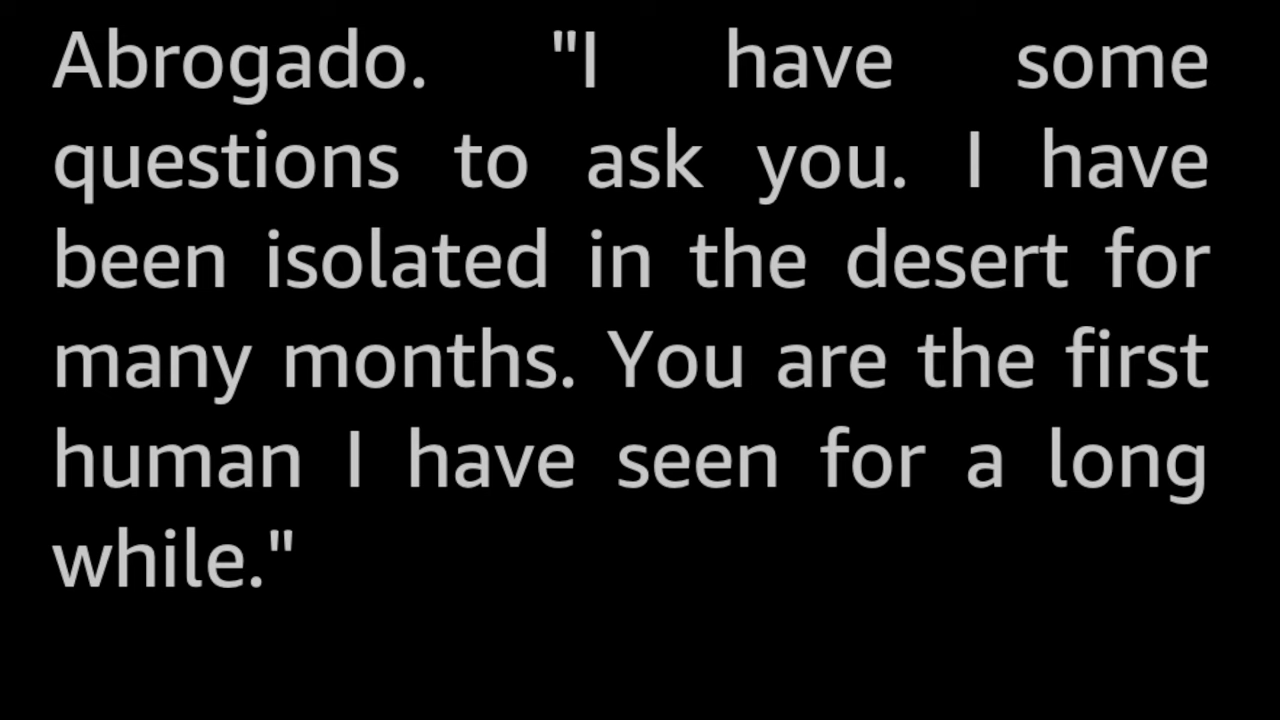 Abrogado. "I have some
questions to ask you. I have
been isolated in the desert for
many months. You are the first
human I have seen for a long
while."